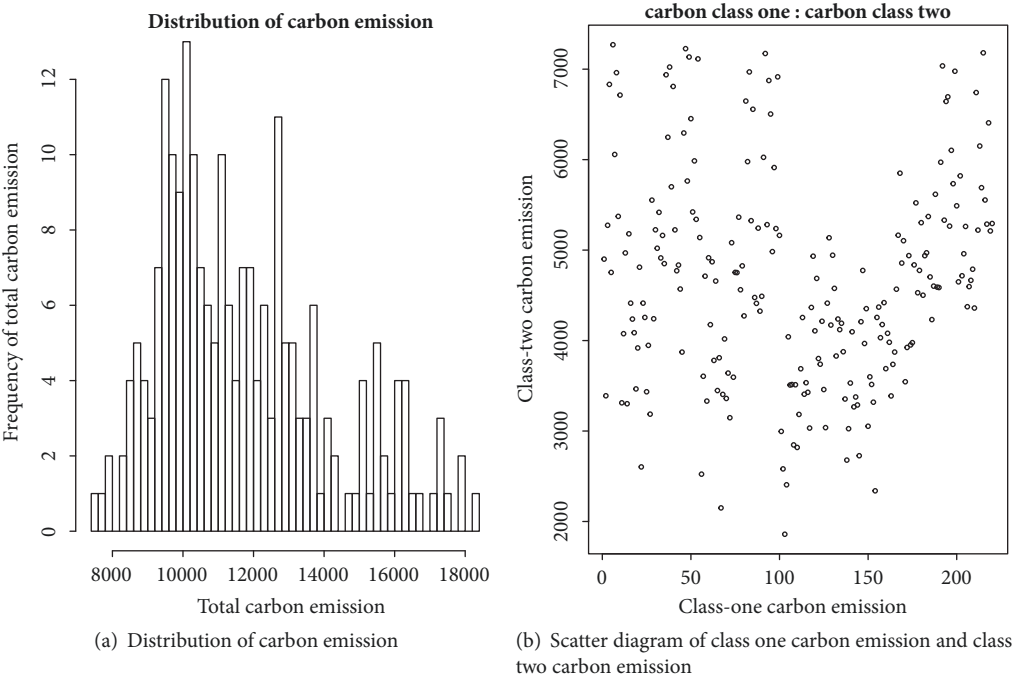 Distribution of carbon emission
Frequency of total carbon emission
0
2
4
6
8
10
12
8000 10000 12000 14000 16000 18000
Total carbon emission
(a) Distribution of carbon emission
carbon class one : carbon class two
Class-two carbon emission
2000
3000
4000
5000
6000
7000
0 50 100 150 200
Class-one carbon emission
(b) Scatter diagram of class one carbon emission and class
two carbon emission